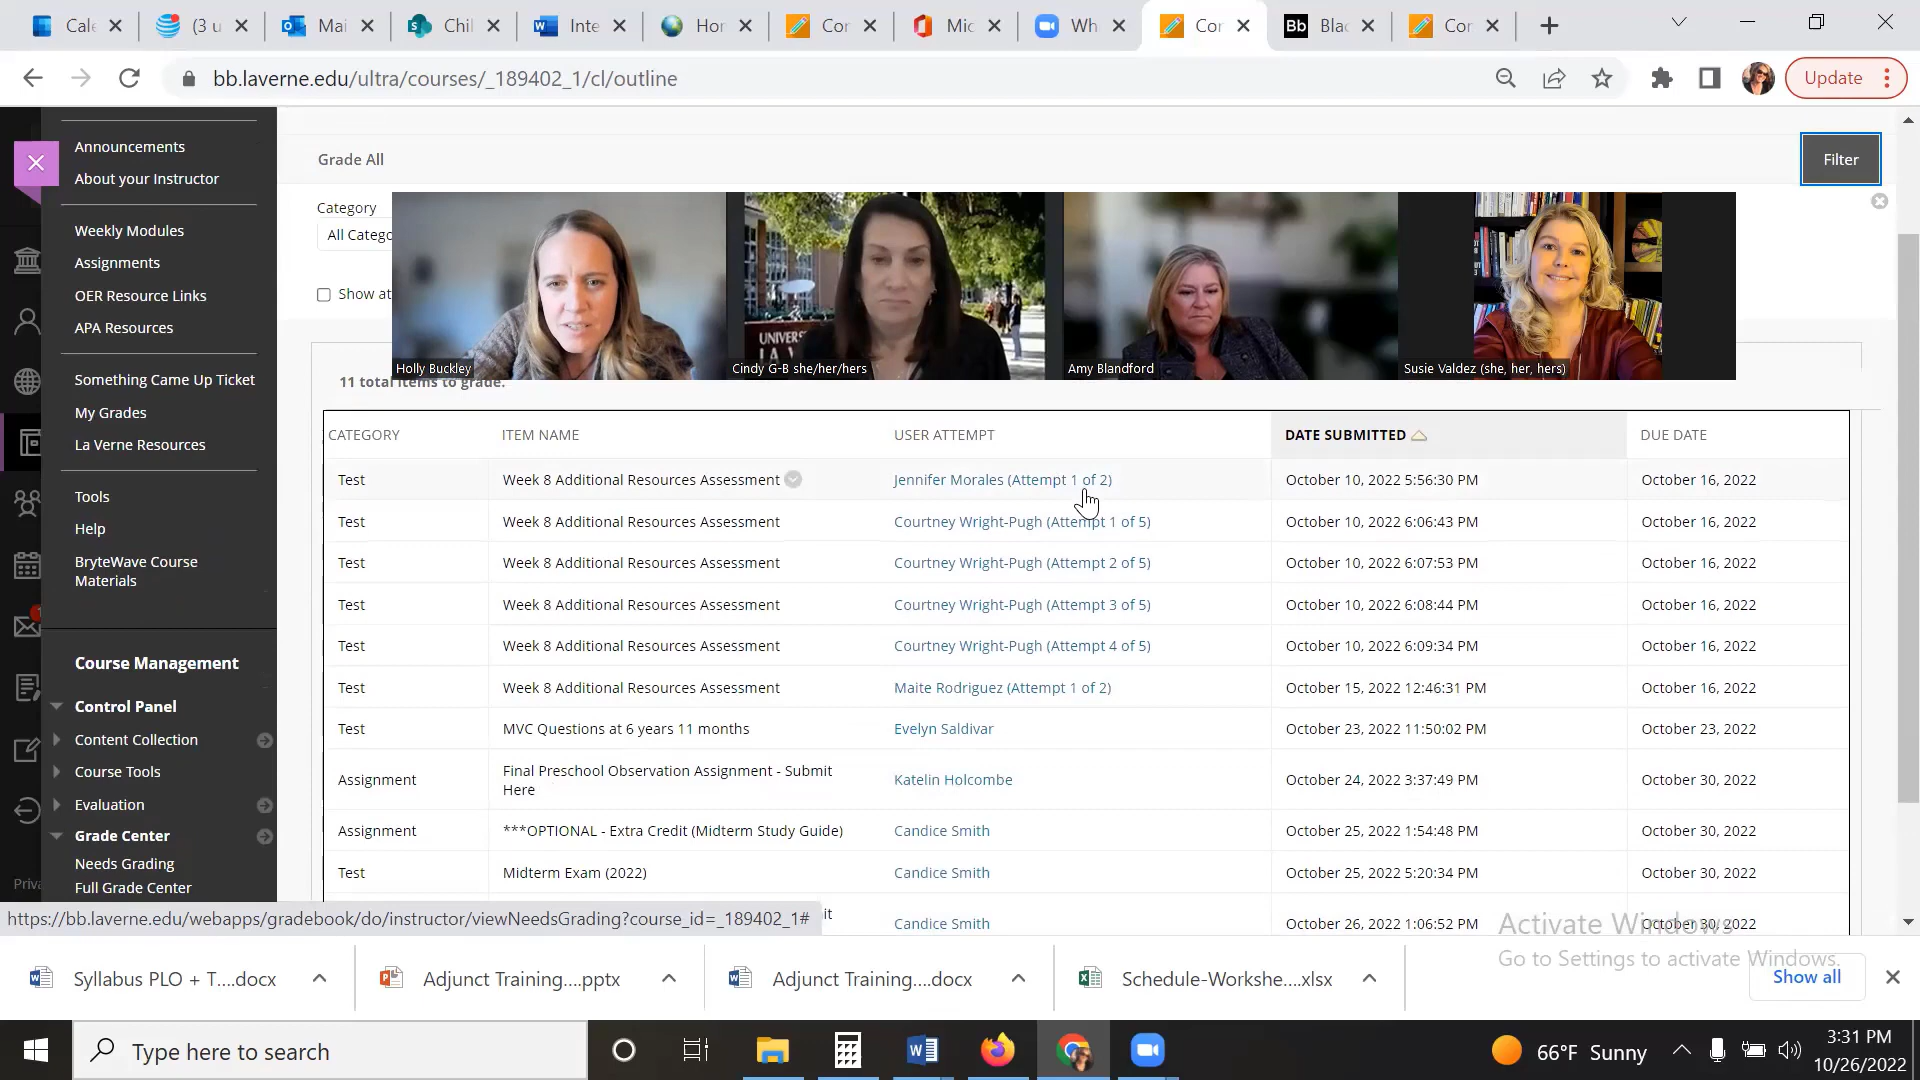 Cale
(3 u
Mai
Chil
Inte
Hor
Cor
Mic
Wh
Cor
Bb
Blac
Cor
bb.laverne.edu/ultra/courses/_189402_1/cl/outline
Update
Announcements
About your Instructor
Weekly Modules
Assignments
OER Resource Links
APA Resources
Something Came Up Ticket
My Grades
La Verne Resources
Tools
Help
BryteWave Course
Materials
Course Management
Control Panel
Content Collection
Course Tools
Evaluation
Grade Center
Needs Grading
Full Grade Center
Priva
Grade All
Filter
Category
All Catego
Show at
UNIVERS
LA V
Holly Buckley
Cindy G-B she/her/hers
Amy Blandford
Susie Valdez (she, her, hers)
11 total items to grade.
CATEGORY ITEM NAME USER ATTEMPT DATE SUBMITTED DUE DATE
Test Week 8 Additional Resources Assessment Jennifer Morales (Attempt 1 of 2) October 10, 2022 5:56:30 PM October 16, 2022
Test Week 8 Additional Resources Assessment Courtney Wright-Pugh (Attempt 1 of 5) October 10, 2022 6:06:43 PM October 16, 2022
Test Week 8 Additional Resources Assessment Courtney Wright-Pugh (Attempt 2 of 5) October 10, 2022 6:07:53 PM October 16, 2022
Test Week 8 Additional Resources Assessment Courtney Wright-Pugh (Attempt 3 of 5) October 10, 2022 6:08:44 PM October 16, 2022
Test Week 8 Additional Resources Assessment Courtney Wright-Pugh (Attempt 4 of 5) October 10, 2022 6:09:34 PM October 16, 2022
Test Week 8 Additional Resources Assessment Maite Rodriguez (Attempt 1 of 2) October 15, 2022 12:46:31 PM October 16, 2022
Test MVC Questions at 6 years 11 months Evelyn Saldivar October 23, 2022 11:50:02 PM October 23, 2022
Assignment Final Preschool Observation Assignment - Submit
Here Katelin Holcombe October 24, 2022 3:37:49 PM October 30, 2022
Assignment ***OPTIONAL - Extra Credit (Midterm Study Guide) Candice Smith October 25, 2022 1:54:48 PM October 30, 2022
Test Midterm Exam (2022) Candice Smith October 25, 2022 5:20:34 PM October 30, 2022
it
Candice Smith October 26, 2022 1:06:52 PM October 30, 2022
https://bb.laverne.edu/webapps/gradebook/do/instructor/viewNeedsGrading?course_id=_189402_1#
Activate Windows
Go to Settings to activate Windows.
Syllabus PLO + T....docx
Adjunct Training....pptx
Adjunct Training....docx
Schedule-Workshe....xlsx
Show all
Type here to search
66°F Sunny
3:31 PM
10/26/2022